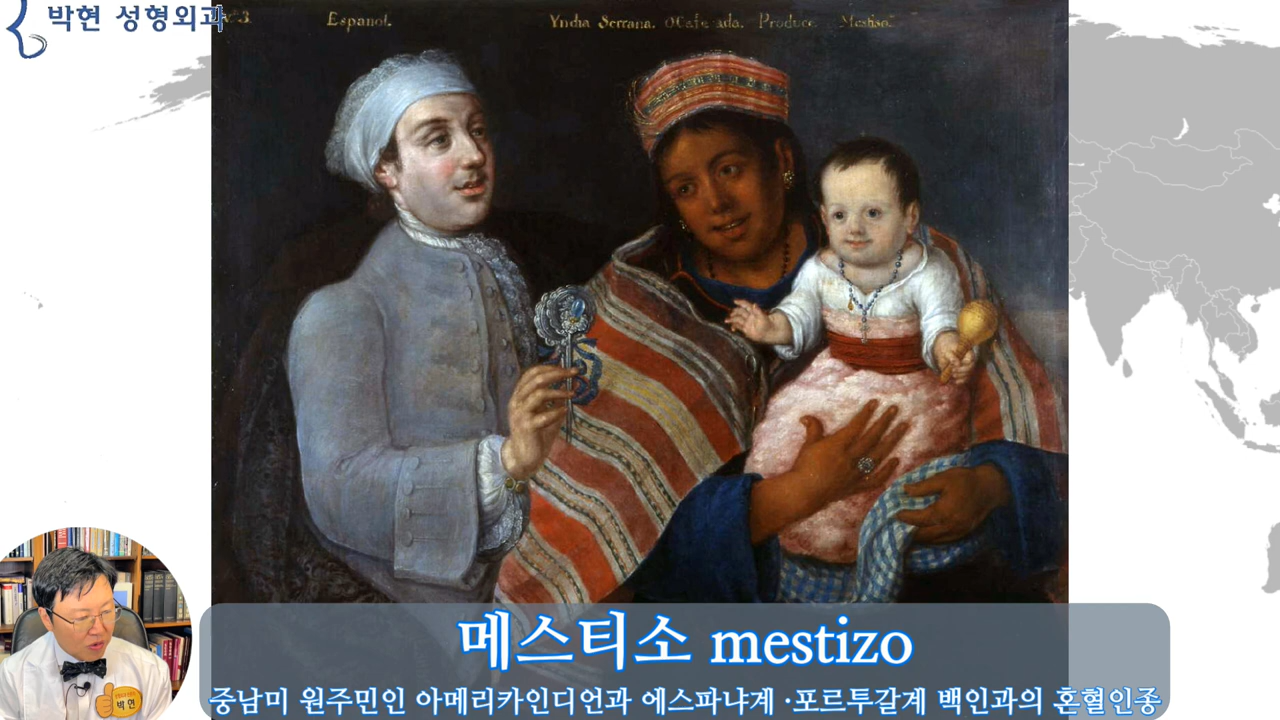 박현 성형외과
3. Español. Yndia Serrana. o Cafe ada. Produce. Mestiso.
박현
메스티소 mestizo
중남미 원주민인 아메리카인디언과 에스파냐계·포르투갈계 백인과의 혼혈인종